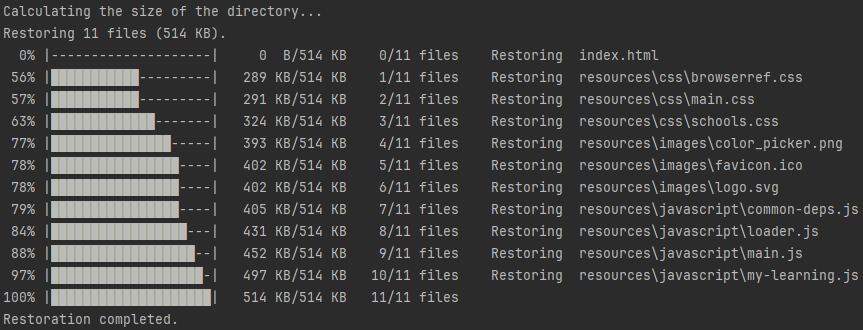 Calculating the size of the directory...
Restoring 11 files (514 KB).
0% |--------------------| 0 B/514 KB 0/11 files Restoring index.html
56% |███████████---------| 289 KB/514 KB 1/11 files Restoring resources\css\browserref.css
57% |███████████---------| 291 KB/514 KB 2/11 files Restoring resources\css\main.css
63% |█████████████-------| 324 KB/514 KB 3/11 files Restoring resources\css\schools.css
77% |███████████████-----| 393 KB/514 KB 4/11 files Restoring resources\images\color_picker.png
78% |████████████████----| 402 KB/514 KB 5/11 files Restoring resources\images\favicon.ico
78% |████████████████----| 402 KB/514 KB 6/11 files Restoring resources\images\logo.svg
79% |████████████████----| 405 KB/514 KB 7/11 files Restoring resources\javascript\common-deps.js
84% |█████████████████---| 431 KB/514 KB 8/11 files Restoring resources\javascript\loader.js
88% |██████████████████--| 452 KB/514 KB 9/11 files Restoring resources\javascript\main.js
97% |███████████████████-| 497 KB/514 KB 10/11 files Restoring resources\javascript\my-learning.js
100% |████████████████████| 514 KB/514 KB 11/11 files
Restoration completed.